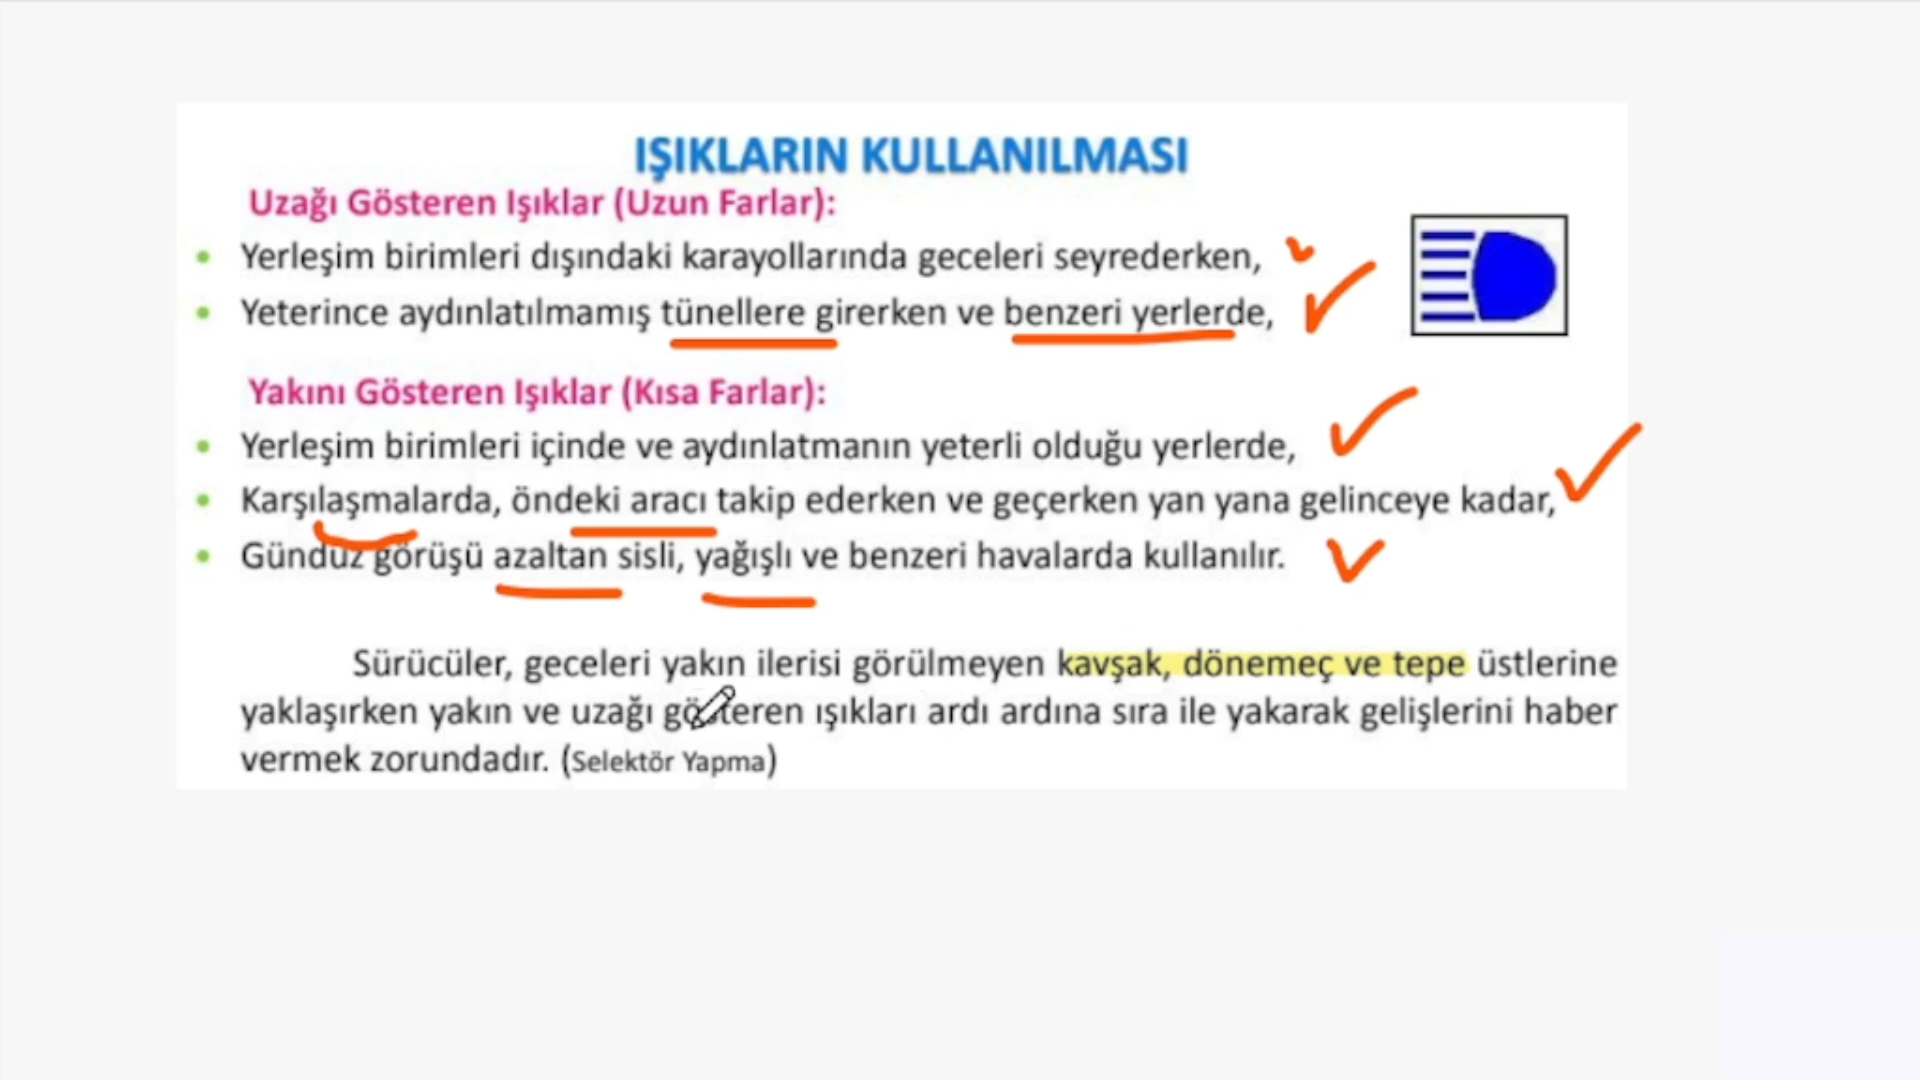 IŞIKLARIN KULLANILMASI
Uzağı Gösteren Işıklar (Uzun Farlar):
• Yerleşim birimleri dışındaki karayollarında geceleri seyrederken,
• Yeterince aydınlatılmamış tünellere girerken ve benzeri yerlerde,
Yakını Gösteren Işıklar (Kısa Farlar):
• Yerleşim birimleri içinde ve aydınlatmanın yeterli olduğu yerlerde,
• Karşılaşmalarda, öndeki aracı takip ederken ve geçerken yan yana gelinceye kadar,
• Gündüz görüşü azaltan sisli, yağışlı ve benzeri havalarda kullanılır.
Sürücüler, geceleri yakın ilerisi görülmeyen kavşak, dönemeç ve tepe üstlerine
yaklaşırken yakın ve uzağı gösteren ışıkları ardı ardına sıra ile yakarak gelişlerini haber
vermek zorundadır. (Selektör Yapma)